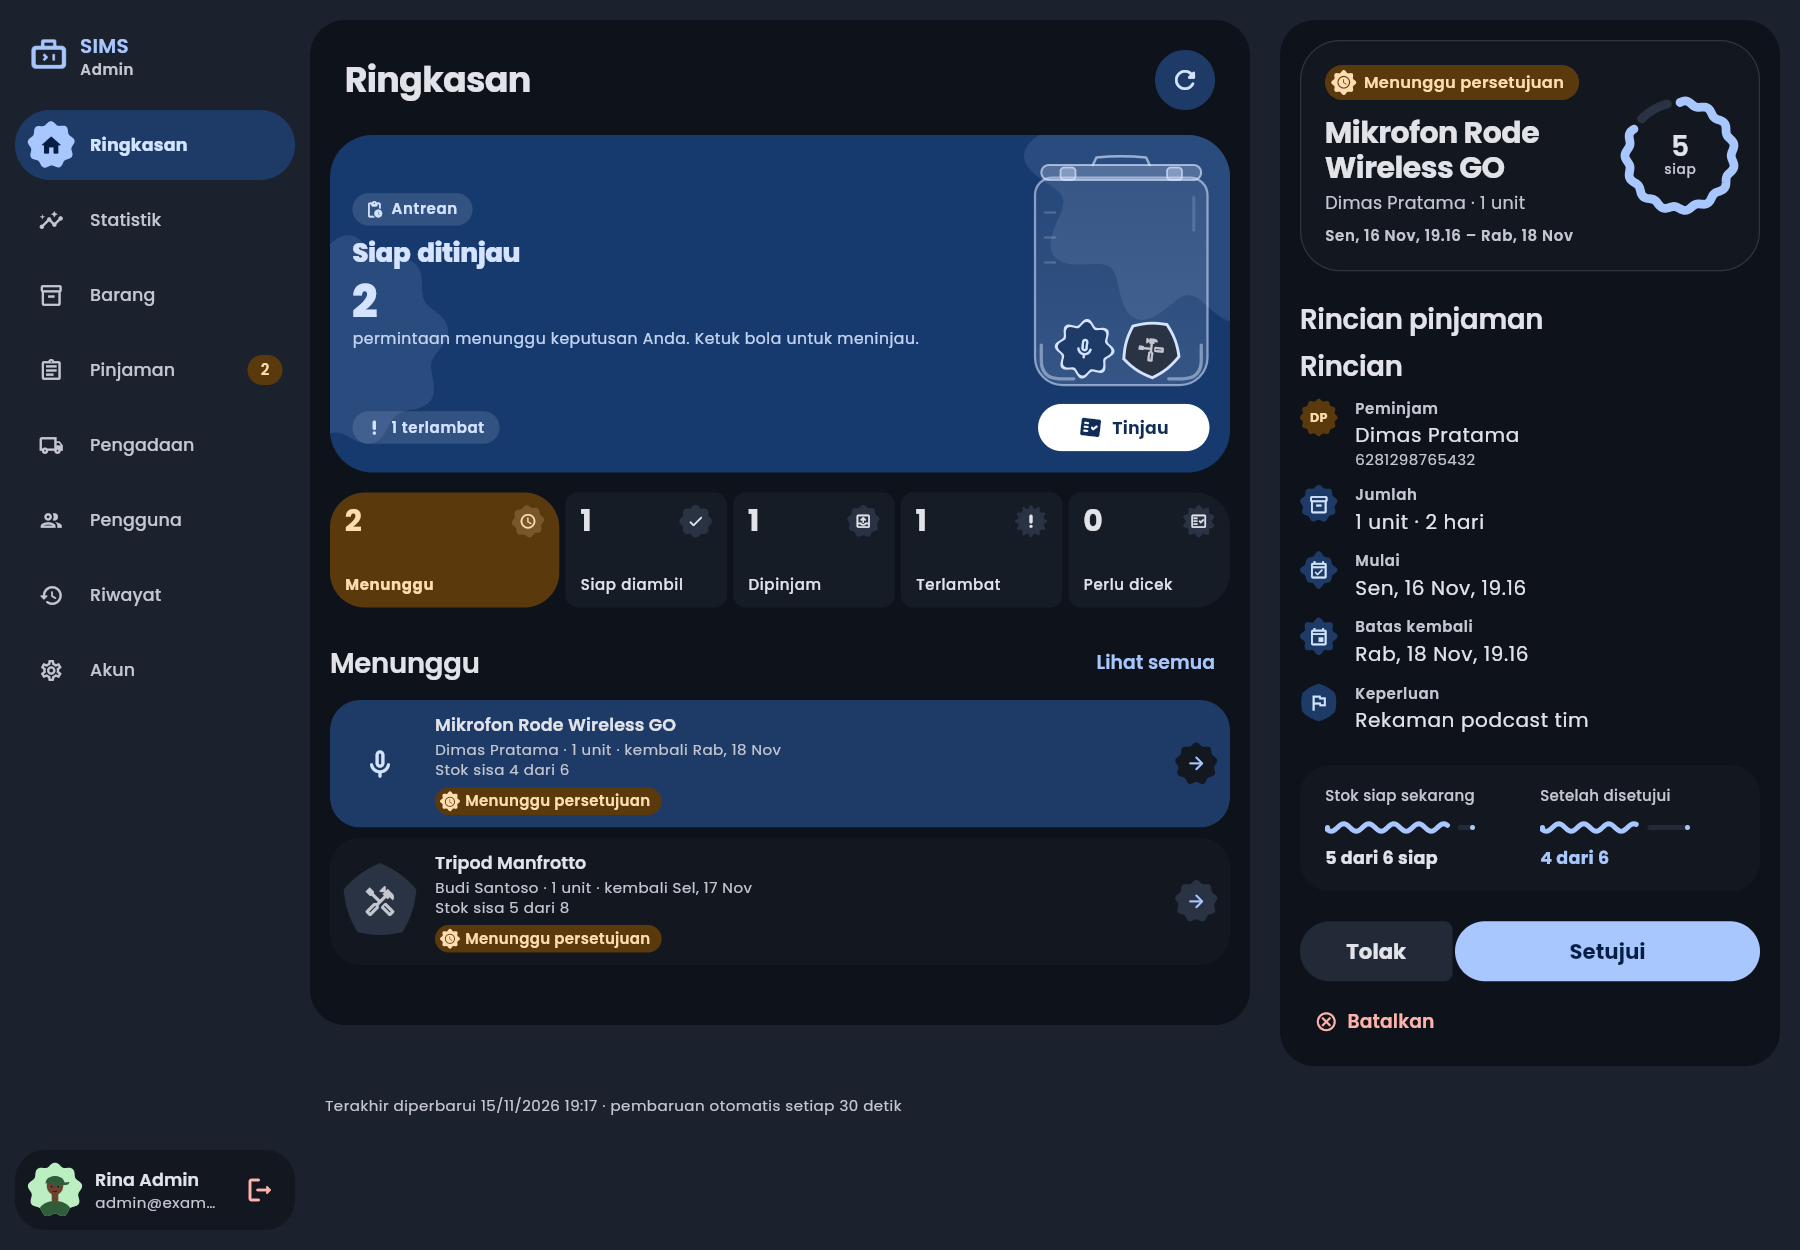 SIMS
Admin
Ringkasan
Statistik
Barang
Pinjaman
2
Pengadaan
Pengguna
Riwayat
Akun
Rina Admin
admin@exam...
Ringkasan
Antrean
Siap ditinjau
2
permintaan menunggu keputusan Anda. Ketuk bola untuk meninjau.
1 terlambat
Tinjau
2
Menunggu
1
Siap diambil
1
Dipinjam
1
Terlambat
0
Perlu dicek
Menunggu
Lihat semua
Mikrofon Rode Wireless GO
Dimas Pratama · 1 unit · kembali Rab, 18 Nov
Stok sisa 4 dari 6
Menunggu persetujuan
Tripod Manfrotto
Budi Santoso · 1 unit · kembali Sel, 17 Nov
Stok sisa 5 dari 8
Menunggu persetujuan
Terakhir diperbarui 15/11/2026 19:17 · pembaruan otomatis setiap 30 detik
Menunggu persetujuan
Mikrofon Rode
Wireless GO
Dimas Pratama · 1 unit
Sen, 16 Nov, 19.16 – Rab, 18 Nov
5
siap
Rincian pinjaman
Rincian
DP
Peminjam
Dimas Pratama
6281298765432
Jumlah
1 unit · 2 hari
Mulai
Sen, 16 Nov, 19.16
Batas kembali
Rab, 18 Nov, 19.16
Keperluan
Rekaman podcast tim
Stok siap sekarang
5 dari 6 siap
Setelah disetujui
4 dari 6
Tolak
Setujui
Batalkan